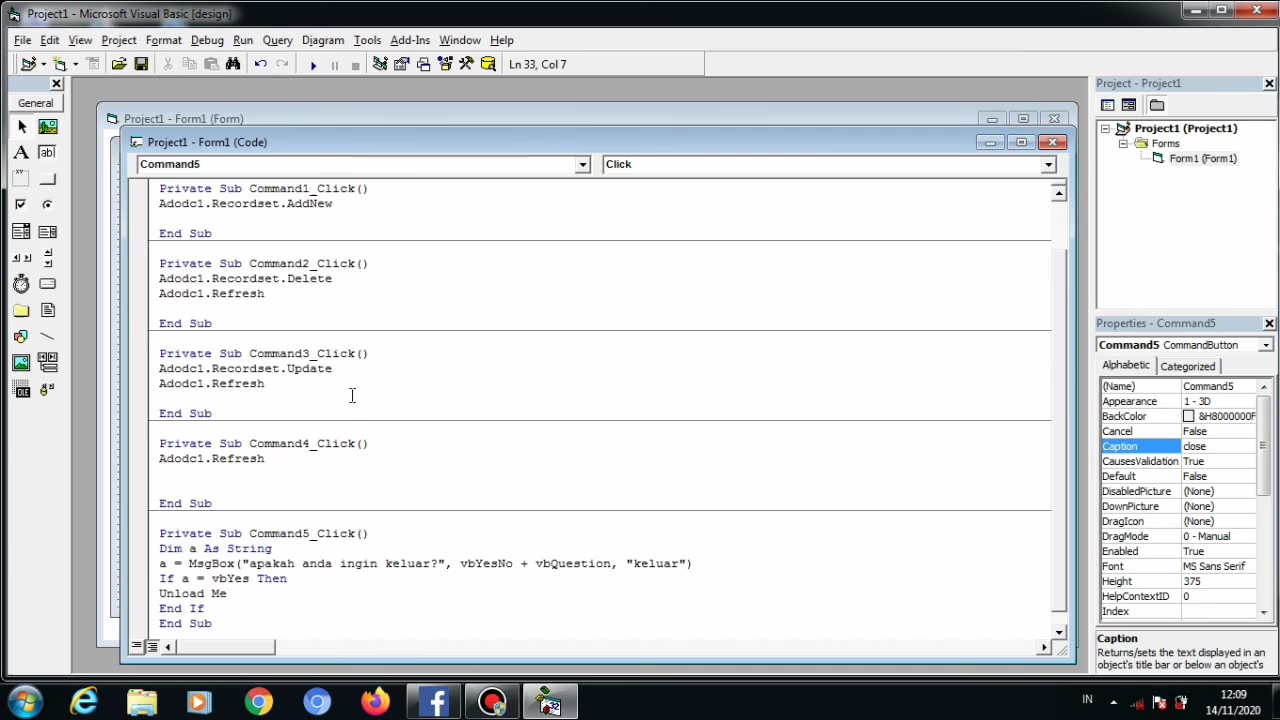 Project1 - Microsoft Visual Basic [design]
File Edit View Project Format Debug Run Query Diagram Tools Add-Ins Window Help
Ln 33, Col 7
General
Project1 - Form1 (Form)
Project1 - Form1 (Code)
Command5 Click
Private Sub Command1_Click()
Adodc1.Recordset.AddNew
End Sub
Private Sub Command2_Click()
Adodc1.Recordset.Delete
Adodc1.Refresh
End Sub
Private Sub Command3_Click()
Adodc1.Recordset.Update
Adodc1.Refresh
End Sub
Private Sub Command4_Click()
Adodc1.Refresh
End Sub
Private Sub Command5_Click()
Dim a As String
a = MsgBox("apakah anda ingin keluar?", vbYesNo + vbQuestion, "keluar")
If a = vbYes Then
Unload Me
End If
End Sub
Project - Project1
Project1 (Project1)
Forms
Form1 (Form1)
Properties - Command5
Command5 CommandButton
Alphabetic Categorized
(Name) Command5
Appearance 1 - 3D
BackColor &H8000000F
Cancel False
Caption close
CausesValidation True
Default False
DisabledPicture (None)
DownPicture (None)
DragIcon (None)
DragMode 0 - Manual
Enabled True
Font MS Sans Serif
Height 375
HelpContextID 0
Index
Caption
Returns/sets the text displayed in an
object's title bar or below an object's
IN
12:09
14/11/2020